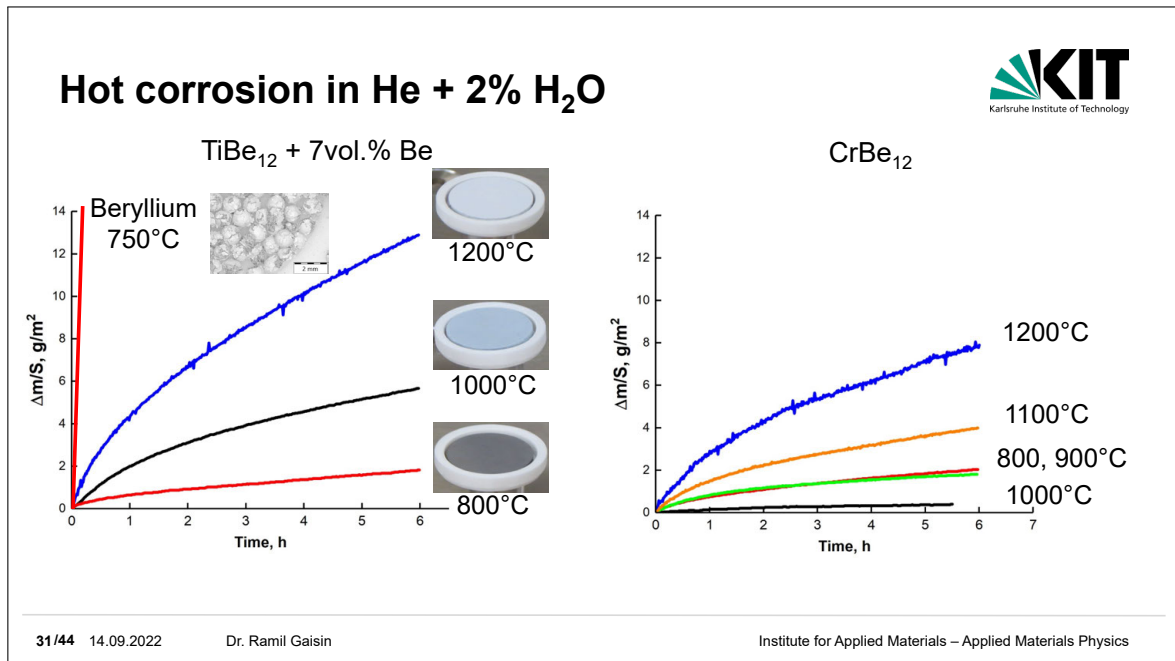 Hot corrosion in He + 2% H₂O
KIT
Karlsruhe Institute of Technology
TiBe₁₂ + 7vol.% Be
Beryllium
750°C
2 mm
14
12
10
8
6
4
2
0
Δm/S, g/m²
0 1 2 3 4 5 6
Time, h
1200°C
1000°C
800°C
CrBe₁₂
14
12
10
8
6
4
2
0
Δm/S, g/m²
0 1 2 3 4 5 6 7
Time, h
1200°C
1100°C
800, 900°C
1000°C
31/44 14.09.2022 Dr. Ramil Gaisin Institute for Applied Materials – Applied Materials Physics